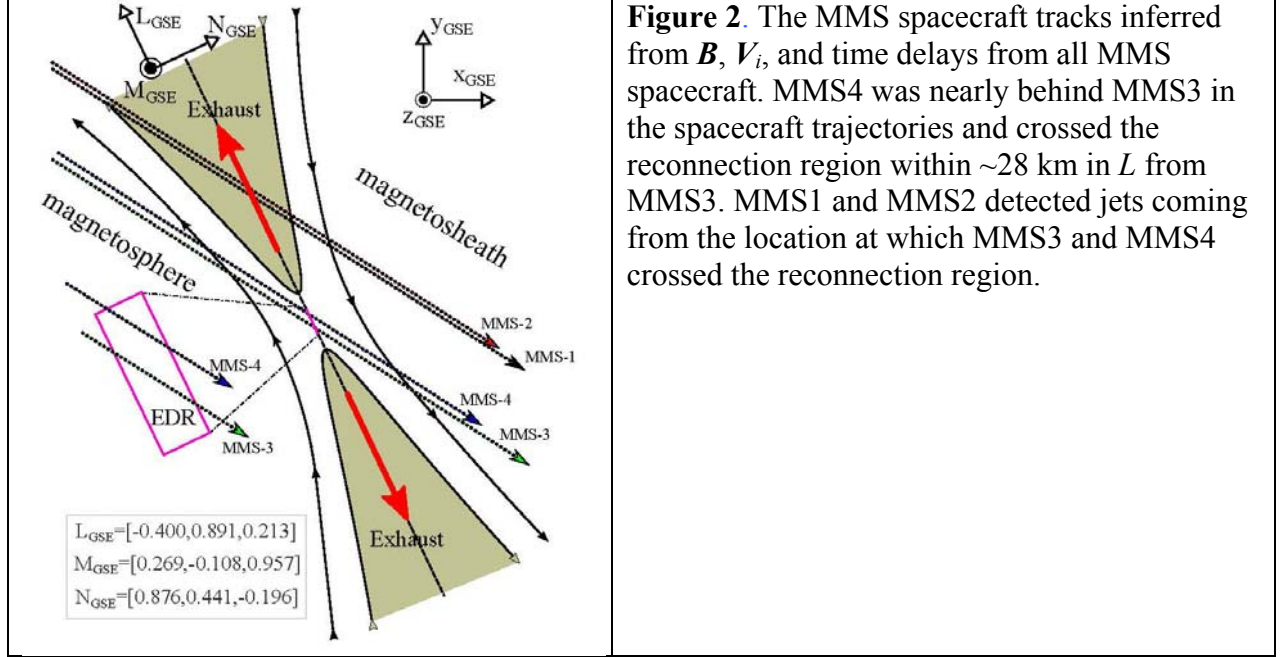 L_GSE
N_GSE
M_GSE
Exhaust
y_GSE
x_GSE
z_GSE
magnetosheath
magnetosphere
MMS-2
MMS-1
MMS-4
MMS-4
MMS-3
EDR
MMS-3
Exhaust
L_GSE=[-0.400,0.891,0.213]
M_GSE=[0.269,-0.108,0.957]
N_GSE=[0.876,0.441,-0.196]
Figure 2. The MMS spacecraft tracks inferred
from B, V_i, and time delays from all MMS
spacecraft. MMS4 was nearly behind MMS3 in
the spacecraft trajectories and crossed the
reconnection region within ~28 km in L from
MMS3. MMS1 and MMS2 detected jets coming
from the location at which MMS3 and MMS4
crossed the reconnection region.